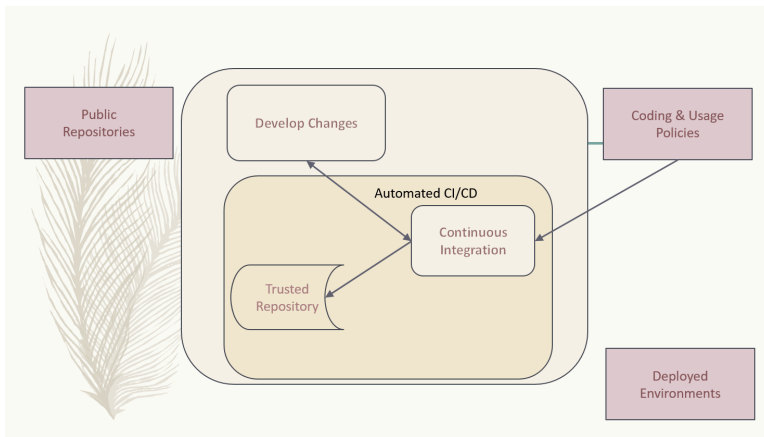 Public
Repositories
Develop Changes
Coding & Usage
Policies
Automated CI/CD
Continuous
Integration
Trusted
Repository
Deployed
Environments